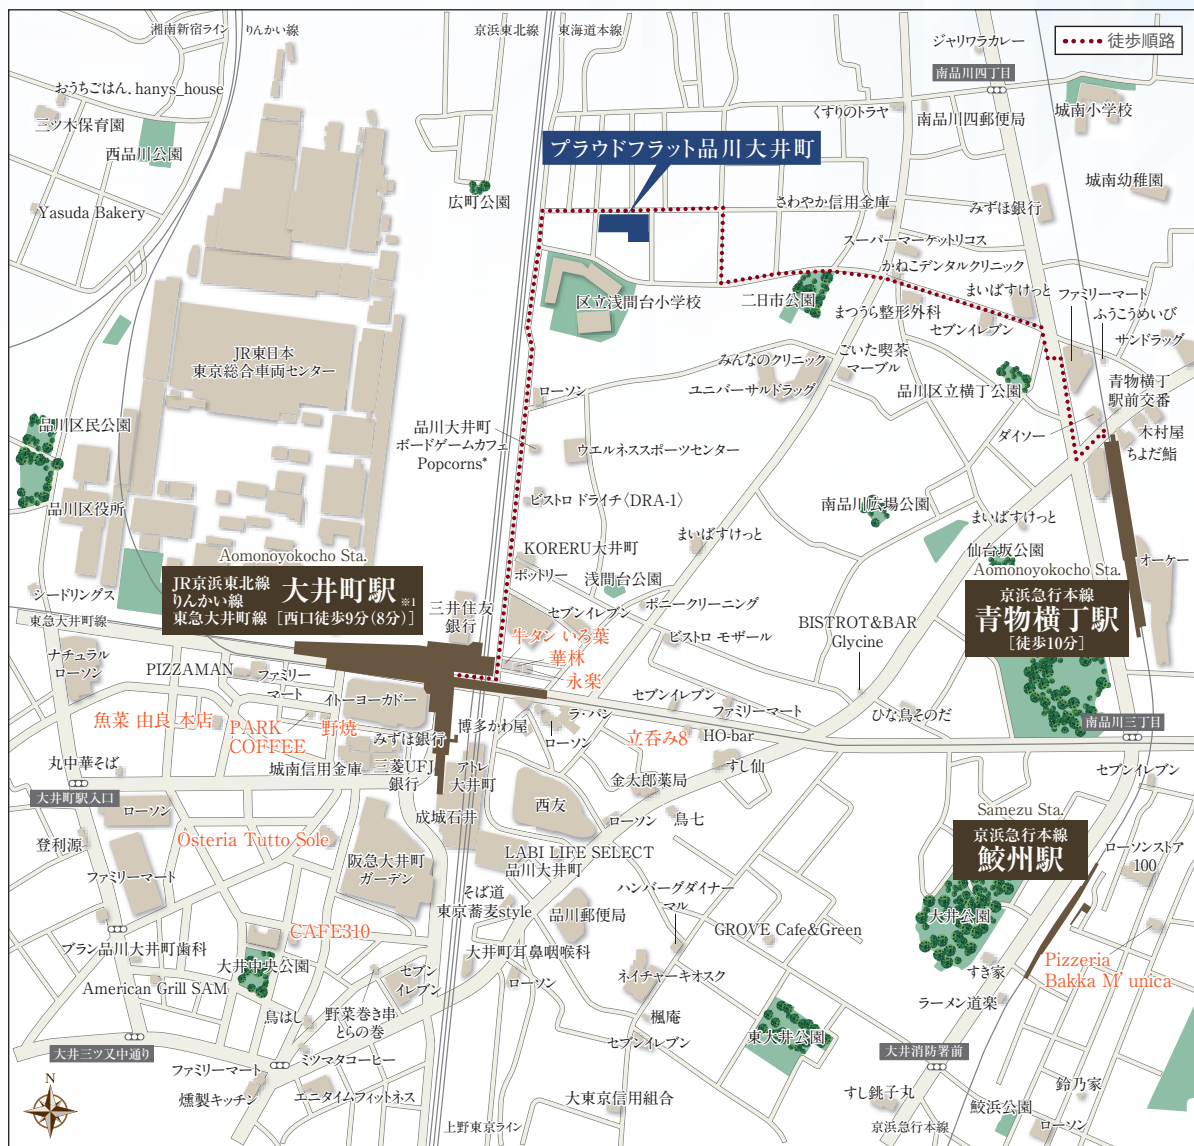 湘南新宿ライン
りんかい線
京浜東北線
東海道本線
徒歩順路
ジャリワラカレー
南品川四丁目
おうちごはん. hanys_house
三ツ木保育園
西品川公園
Yasuda Bakery
くすりのトラヤ
南品川四郵便局
城南小学校
城南幼稚園
プラウドフラット品川大井町
広町公園
さわやか信用金庫
みずほ銀行
スーパーマーケットリコス
かねこデンタルクリニック
区立浅間台小学校
二日市公園
まつうら整形外科
まいばすけっと
セブンイレブン
ファミリーマート
ふうこうめいび
サンドラッグ
JR東日本
東京総合車両センター
みんなのクリニック
ごいた喫茶
マーブル
ユニバーサルドラッグ
品川区立横丁公園
青物横丁
駅前交番
ローソン
品川大井町
ボードゲームカフェ
Popcorns*
ウエルネススポーツセンター
ダイソー
木村屋
ちよだ鮨
品川区民公園
品川区役所
ビストロ ドライチ〈DRA-1〉
南品川広場公園
まいばすけっと
まいばすけっと
KORERU大井町
ポットリー
浅間台公園
仙台坂公園
オーケー
Aomonoyokocho Sta.
JR京浜東北線
りんかい線
東急大井町線
大井町駅
※1
[西口徒歩9分(8分)]
三井住友
銀行
Aomonoyokocho Sta.
京浜急行本線
青物横丁駅
[徒歩10分]
シードリングス
東急大井町線
セブンイレブン
ポニークリーニング
牛タン いろ葉
華林
永楽
ビストロ モザール
BISTROT&BAR
Glycine
ナチュラル
ローソン
PIZZAMAN
ファミリー
マート
イトーヨーカドー
魚菜 由良 本店
PARK
COFFEE
野焼
みずほ銀行
博多かわ屋
ラ・パン
ローソン
セブンイレブン
ファミリーマート
立呑み8
HO-bar
ひな鳥そのだ
南品川三丁目
丸中華そば
城南信用金庫
三菱UFJ
銀行
アトレ
大井町
すし仙
金太郎薬局
セブンイレブン
大井町駅入口
ローソン
成城石井
西友
ローソン
鳥七
Samezu Sta.
京浜急行本線
鮫州駅
ローソンストア
100
登利源
Osteria Tutto Sole
阪急大井町
ガーデン
LABI LIFE SELECT
品川大井町
ファミリーマート
そば道
東京蕎麦style
品川郵便局
ハンバーグダイナー
マル
大井公園
CAFE310
GROVE Cafe&Green
ブラン品川大井町歯科
大井中央公園
大井町耳鼻咽喉科
すき家
Pizzeria
Bakka M' unica
American Grill SAM
セブン
イレブン
ローソン
ネイチャーキオスク
ラーメン道楽
鳥はし
野菜巻き串
とらの巻
楓庵
セブンイレブン
東大井公園
大井三ツ又中通り
ミツマタコーヒー
大井消防署前
ファミリーマート
燻製キッチン
エニタイムフィットネス
大東京信用組合
すし銚子丸
鈴乃家
鮫浜公園
ローソン
N
上野東京ライン
京浜急行本線